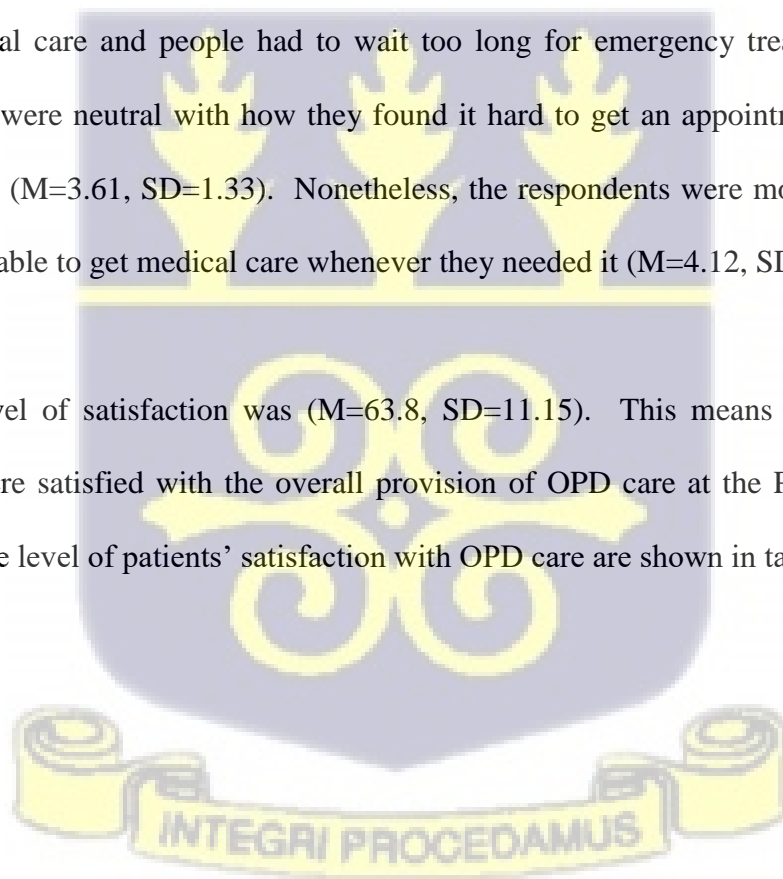 al care and people had to wait too long for emergency trea
were neutral with how they found it hard to get an appointr
(M=3.61, SD=1.33). Nonetheless, the respondents were mo
able to get medical care whenever they needed it (M=4.12, SI
vel of satisfaction was (M=63.8, SD=11.15). This means
re satisfied with the overall provision of OPD care at the
e level of patients’ satisfaction with OPD care are shown in ta
INTEGRI PROCEDAMUS